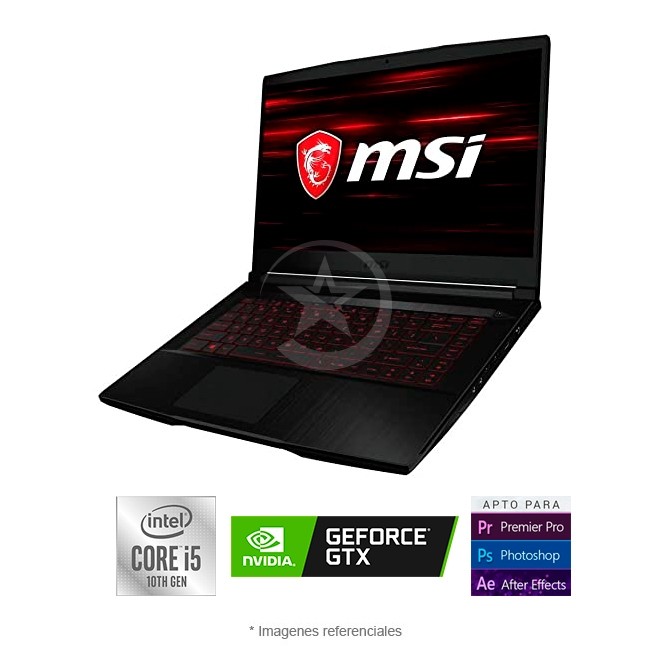 msi
msi
intel
CORE i5
10TH GEN
NVIDIA.
GEFORCE
GTX
APTO PARA
Pr Premier Pro
Ps Photoshop
Ae After Effects
* Imagenes referenciales